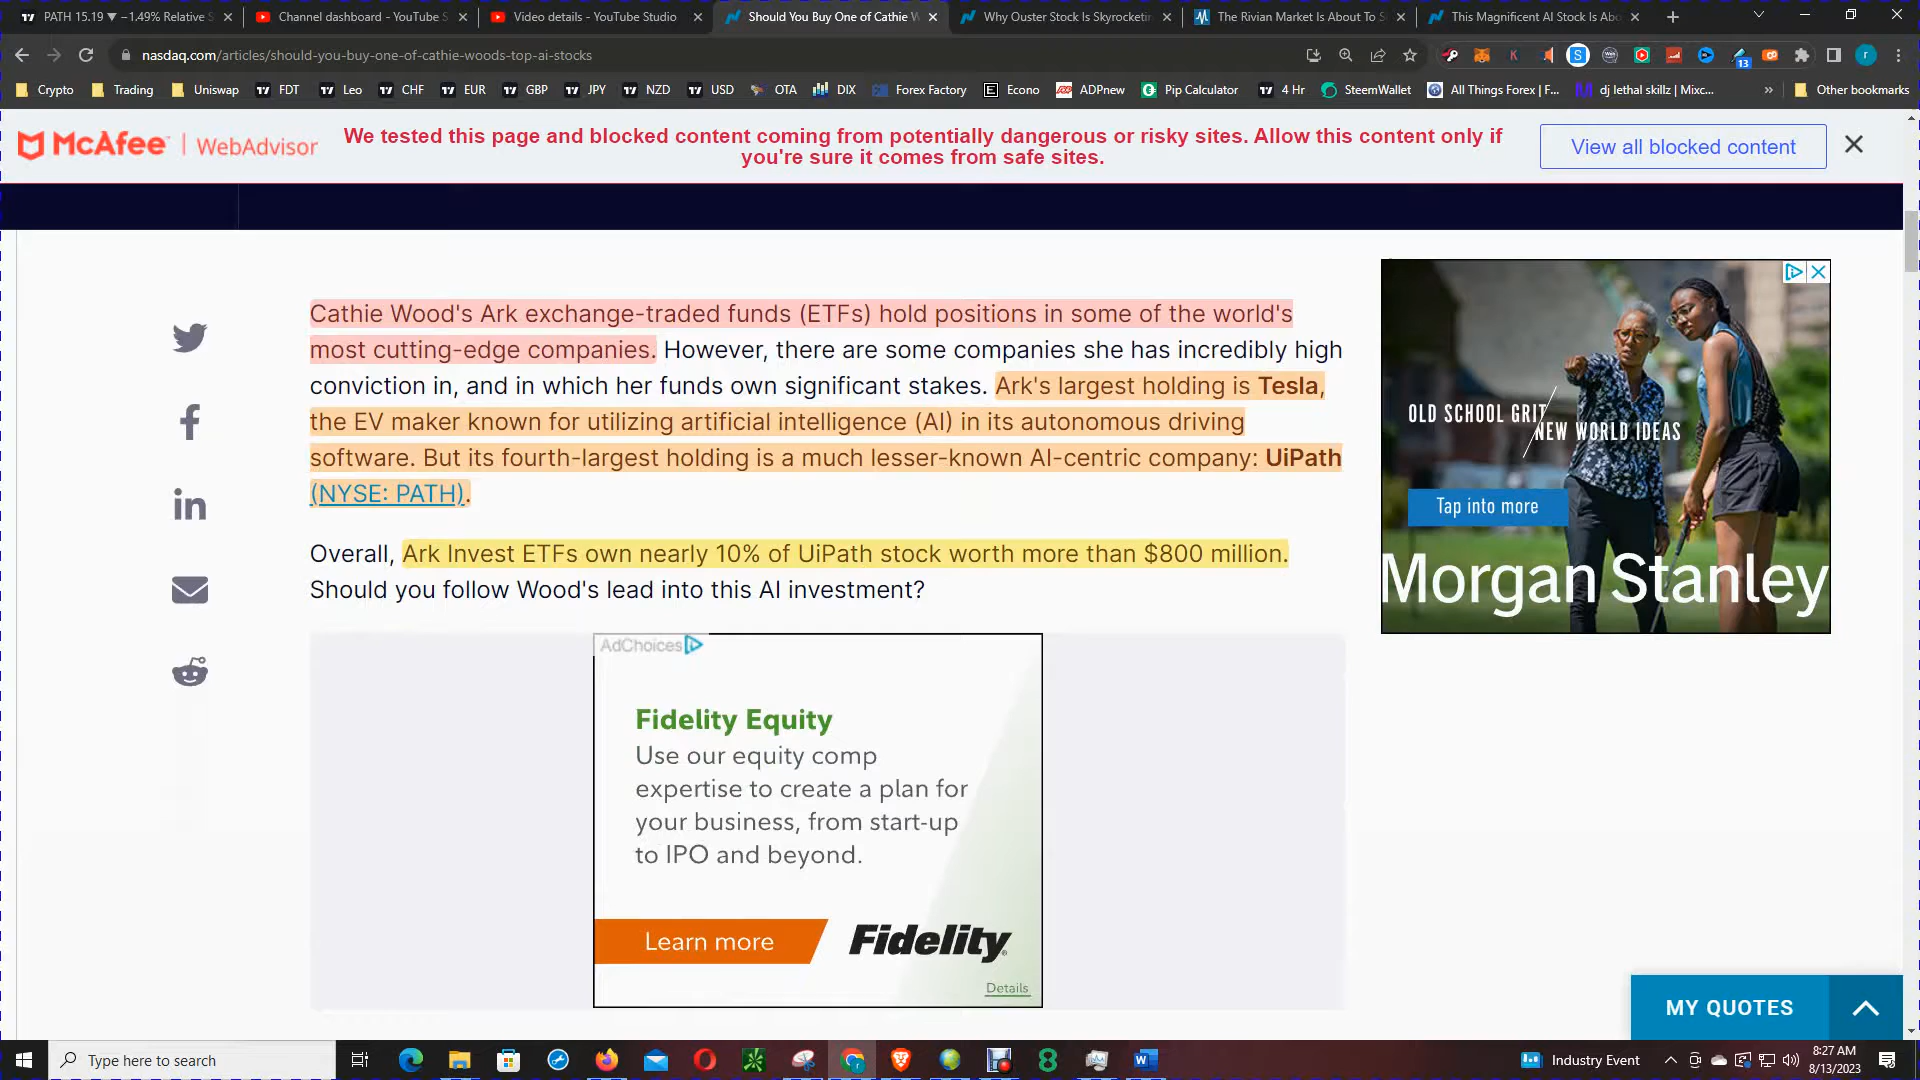 PATH 15.19 ▼ −1.49% Relative S
Channel dashboard - YouTube S
Video details - YouTube Studio
Should You Buy One of Cathie W
Why Ouster Stock Is Skyrocketin
The Rivian Market Is About To S
This Magnificent AI Stock Is Abo
nasdaq.com/articles/should-you-buy-one-of-cathie-woods-top-ai-stocks
13
Crypto
Trading
Uniswap
FDT
Leo
CHF
EUR
GBP
JPY
NZD
USD
OTA
DIX
Forex Factory
Econo
ADPnew
Pip Calculator
4 Hr
SteemWallet
All Things Forex | F...
dj lethal skillz | Mixc...
»
Other bookmarks
McAfee | WebAdvisor
We tested this page and blocked content coming from potentially dangerous or risky sites. Allow this content only if
you're sure it comes from safe sites.
View all blocked content
Cathie Wood's Ark exchange-traded funds (ETFs) hold positions in some of the world's
most cutting-edge companies. However, there are some companies she has incredibly high
conviction in, and in which her funds own significant stakes. Ark's largest holding is Tesla,
the EV maker known for utilizing artificial intelligence (AI) in its autonomous driving
software. But its fourth-largest holding is a much lesser-known AI-centric company: UiPath
(NYSE: PATH).
Overall, Ark Invest ETFs own nearly 10% of UiPath stock worth more than $800 million.
Should you follow Wood's lead into this AI investment?
OLD SCHOOL GRIT
NEW WORLD IDEAS
Tap into more
Morgan Stanley
AdChoices
Fidelity Equity
Use our equity comp
expertise to create a plan for
your business, from start-up
to IPO and beyond.
Learn more
Fidelity
Details
MY QUOTES
Type here to search
Industry Event
8:27 AM
8/13/2023